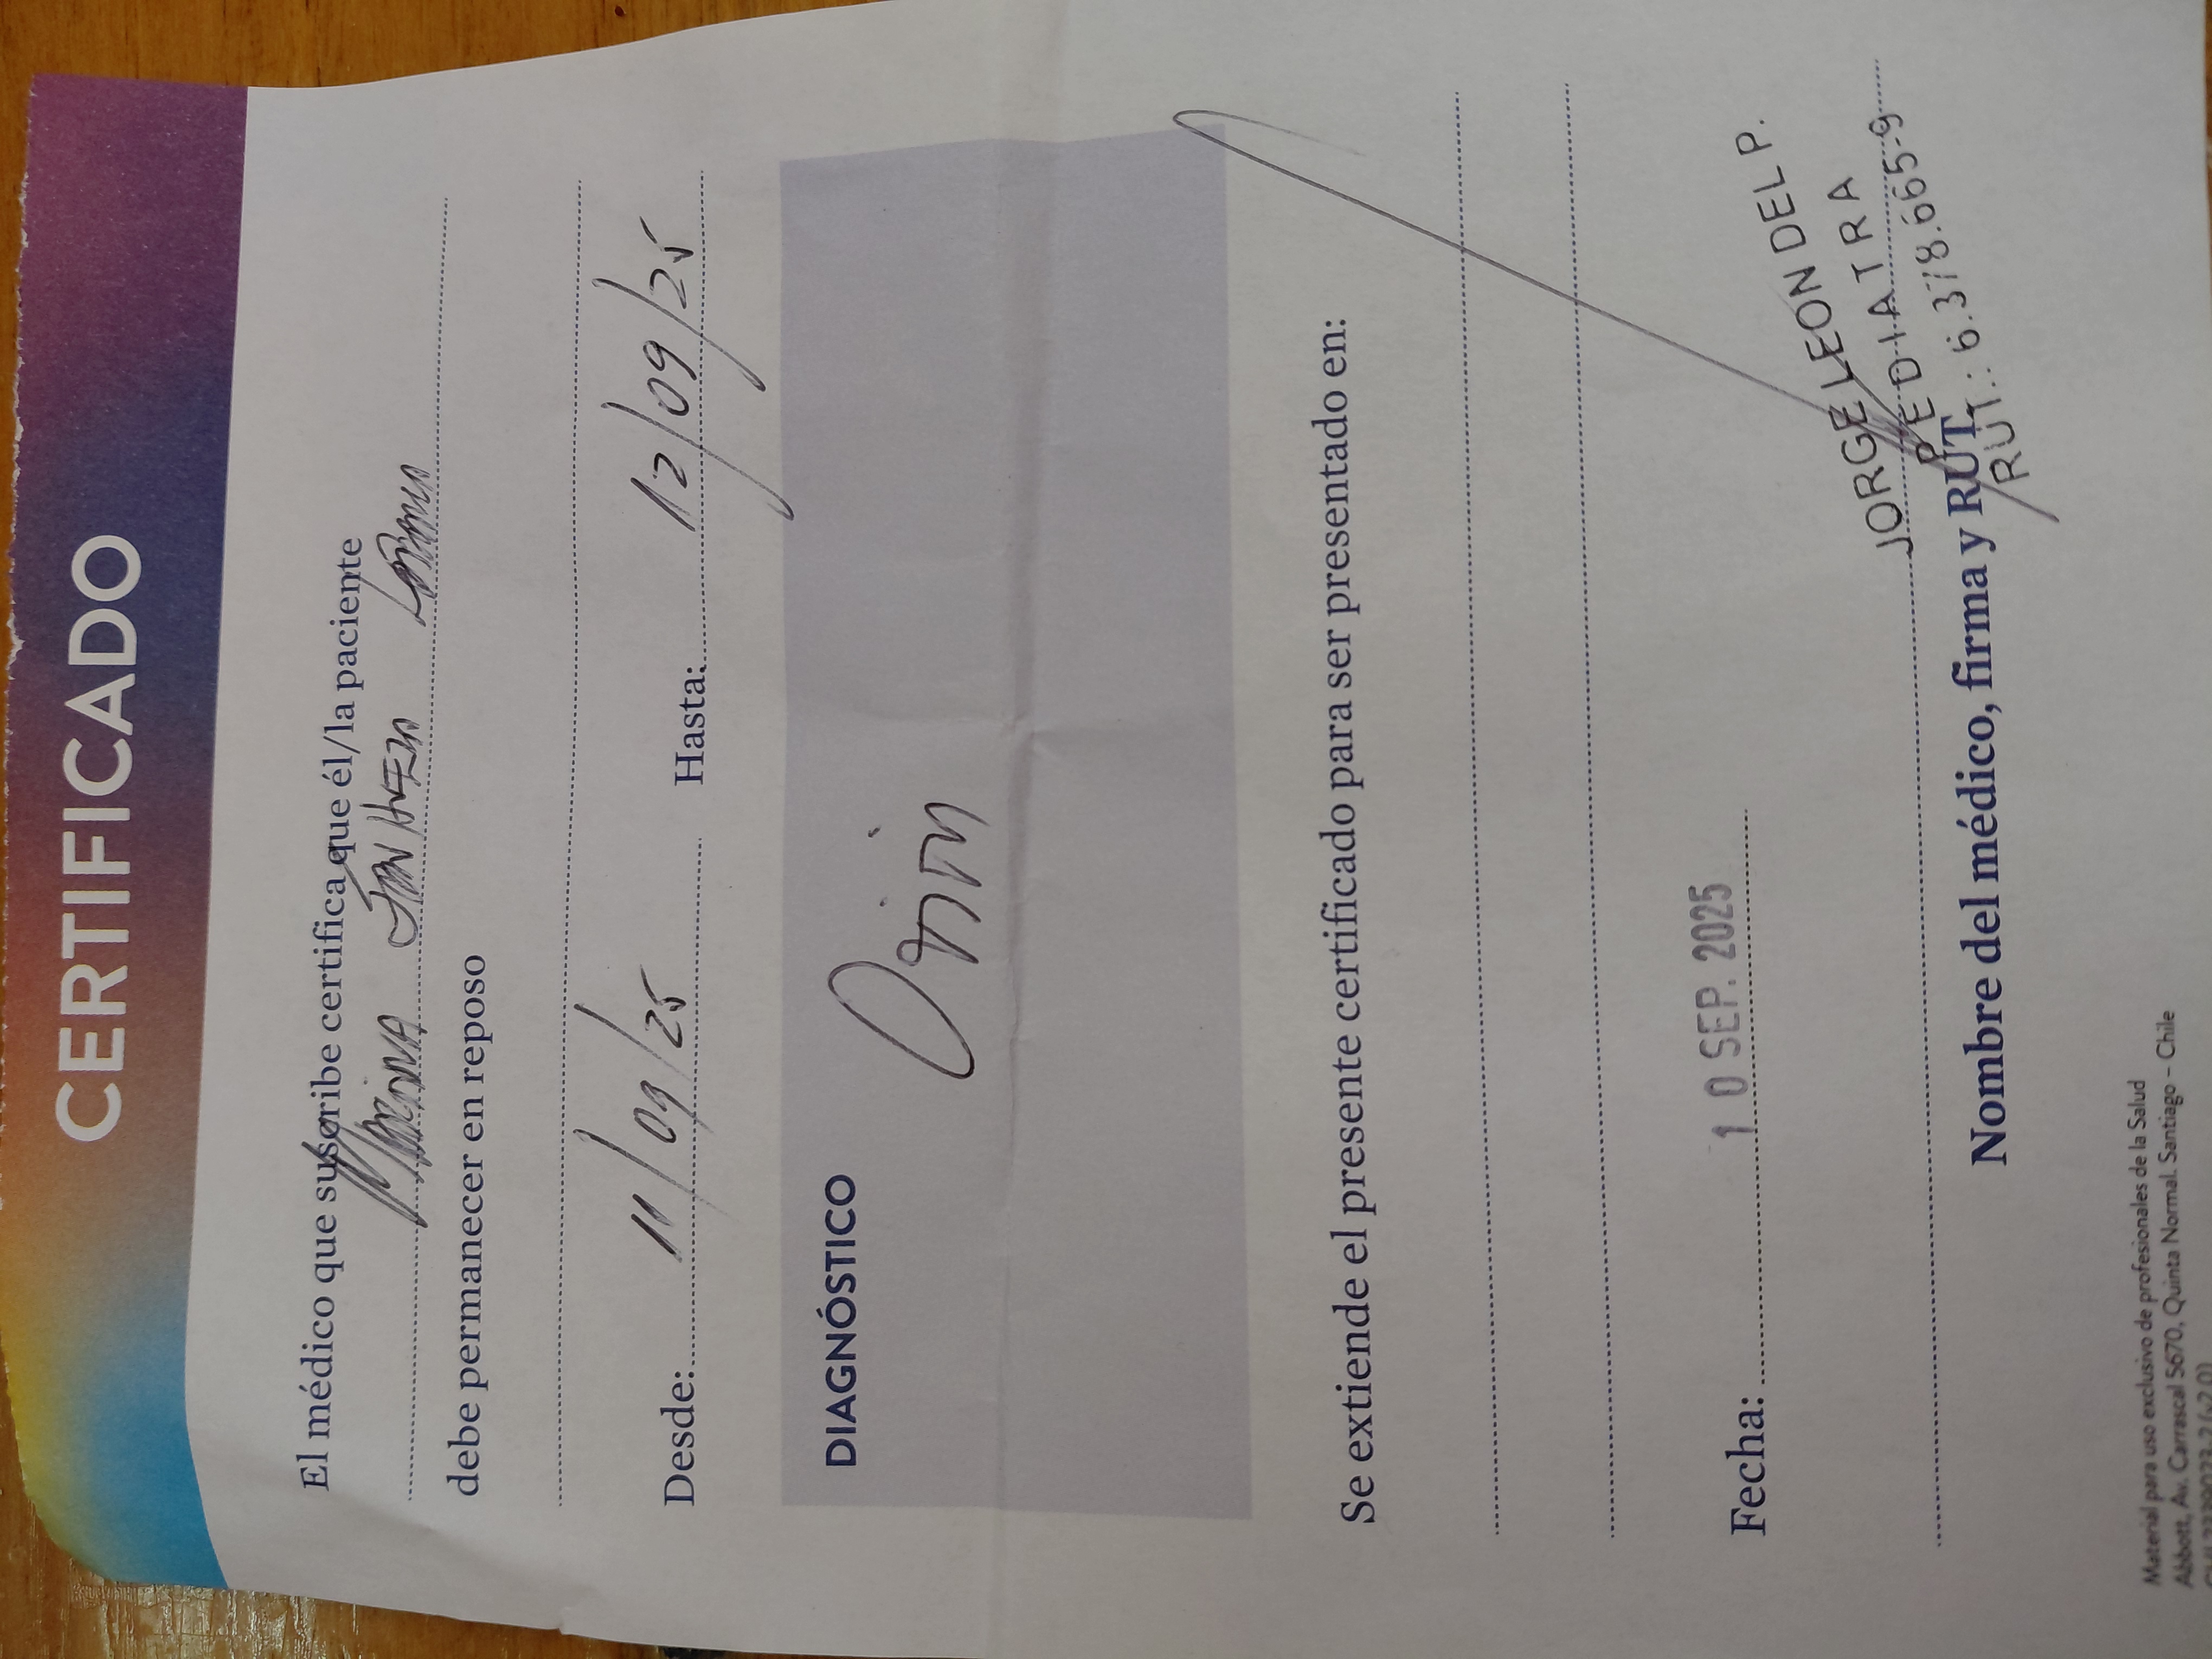 CERTIFICADO
El médico que suscribe certifica que él/la paciente
debe permanecer en reposo
Desde: 11/09/25 Hasta: 12/09/25
DIAGNÓSTICO
Se extiende el presente certificado para ser presentado en:
Fecha: 10 SEP. 2025
JORGE LEON DEL P.
PEDIATRA
RUT.: 6.378.665-9
Nombre del médico, firma y RUT
Material para uso exclusivo de profesionales de la Salud
Abbott, Av. Carrascal 5670, Quinta Normal. Santiago – Chile